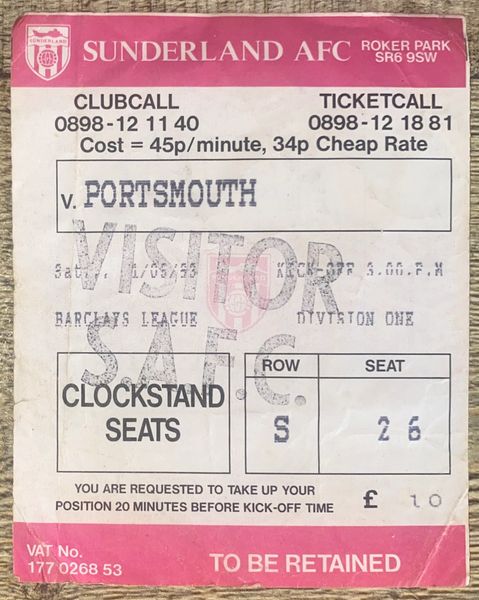 SUNDERLAND
SUNDERLAND AFC
ROKER PARK
SR6 9SW
CLUBCALL
0898-12 11 40
TICKETCALL
0898-12 18 81
Cost = 45p/minute, 34p Cheap Rate
v. PORTSMOUTH
VISITOR
KICK-OFF 3.00.P.M
BARCLAYS LEAGUE
DIVISION ONE
S.A.F.C.
CLOCKSTAND
SEATS
ROW
SEAT
S
26
YOU ARE REQUESTED TO TAKE UP YOUR
POSITION 20 MINUTES BEFORE KICK-OFF TIME
£ 10
VAT No.
177 0268 53
TO BE RETAINED